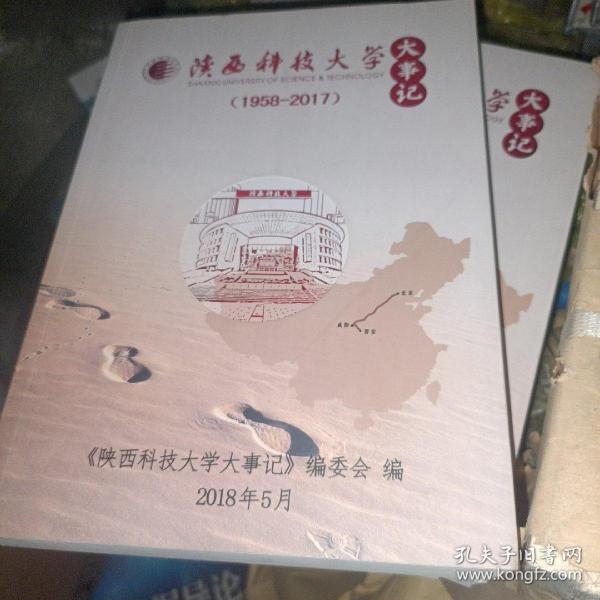 陕西科技大学
大事记
SHAANXI UNIVERSITY OF SCIENCE & TECHNOLOGY
（1958-2017）
陕西科技大学
北京
咸阳
西安
《陕西科技大学大事记》编委会 编
2018年5月
学
大事记
导论
孔夫子旧书网
www.kongfz.com